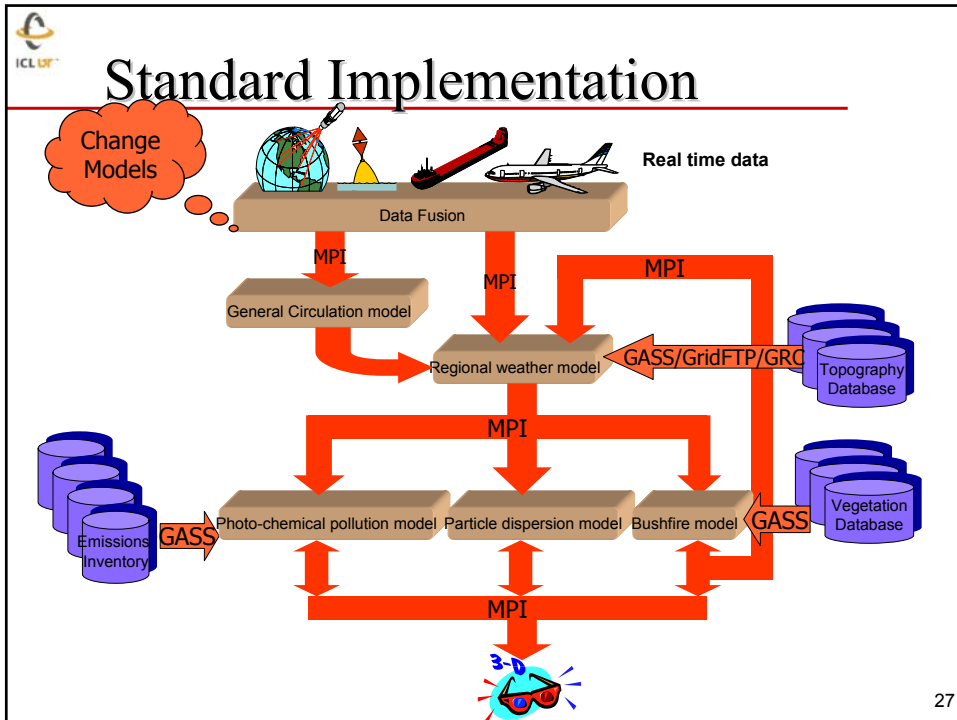 ICL UT
Standard Implementation
Change
Models
Real time data
Data Fusion
MPI
MPI
MPI
General Circulation model
Regional weather model
GASS/GridFTP/GRC
Topography
Database
MPI
Photo-chemical pollution model
Particle dispersion model
Bushfire model
GASS
Vegetation
Database
Emissions
Inventory
GASS
MPI
3-D
27